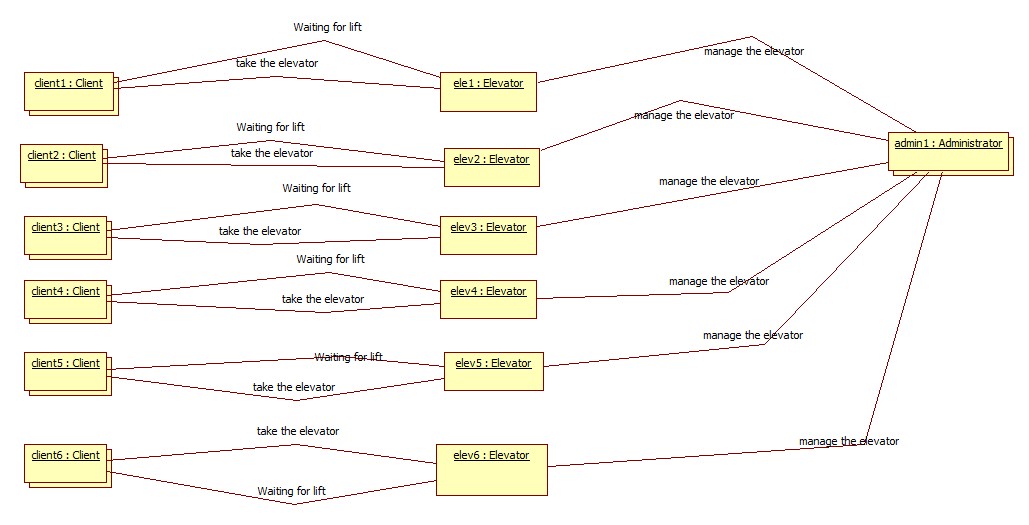 Waiting for lift
manage the elevator
take the elevator
client1 : Client
ele1 : Elevator
Waiting for lift
manage the elevator
take the elevator
client2 : Client
elev2 : Elevator
admin1 : Administrator
Waiting for lift
manage the elevator
client3 : Client
take the elevator
elev3 : Elevator
Waiting for lift
manage the elevator
client4 : Client
take the elevator
elev4 : Elevator
manage the elevator
Waiting for lift
client5 : Client
take the elevator
elev5 : Elevator
take the elevator
manage the elevator
client6 : Client
elev6 : Elevator
Waiting for lift